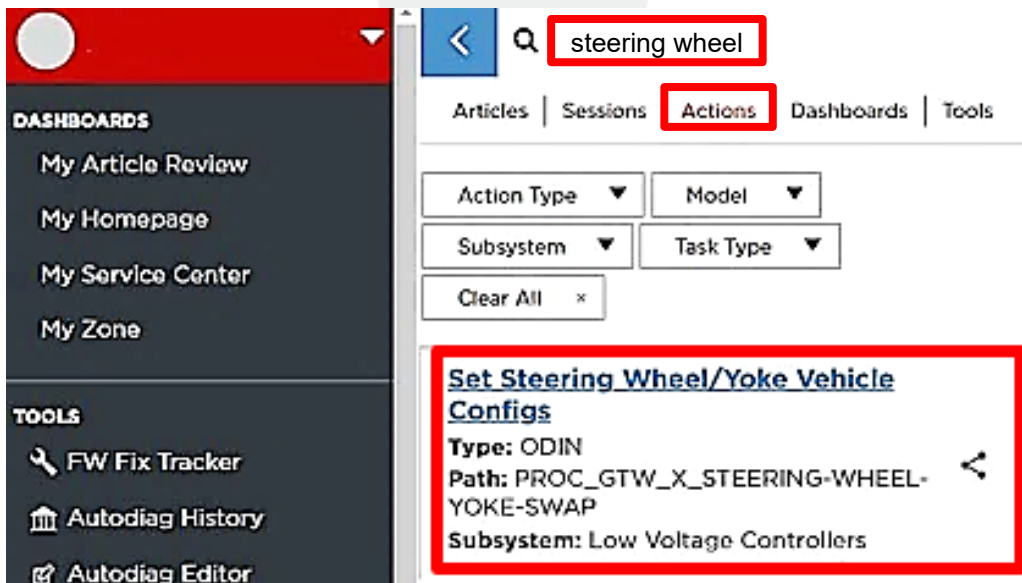 steering wheel
Articles | Sessions Actions Dashboards | Tools
DASHBOARDS
My Article Review
My Homepage
My Service Center
My Zone
TOOLS
FW Fix Tracker
Autodiag History
Autodiag Editor
Action Type
Model
Subsystem
Task Type
Clear All ×
Set Steering Wheel/Yoke Vehicle
Configs
Type: ODIN
Path: PROC_GTW_X_STEERING-WHEEL-
YOKE-SWAP
Subsystem: Low Voltage Controllers